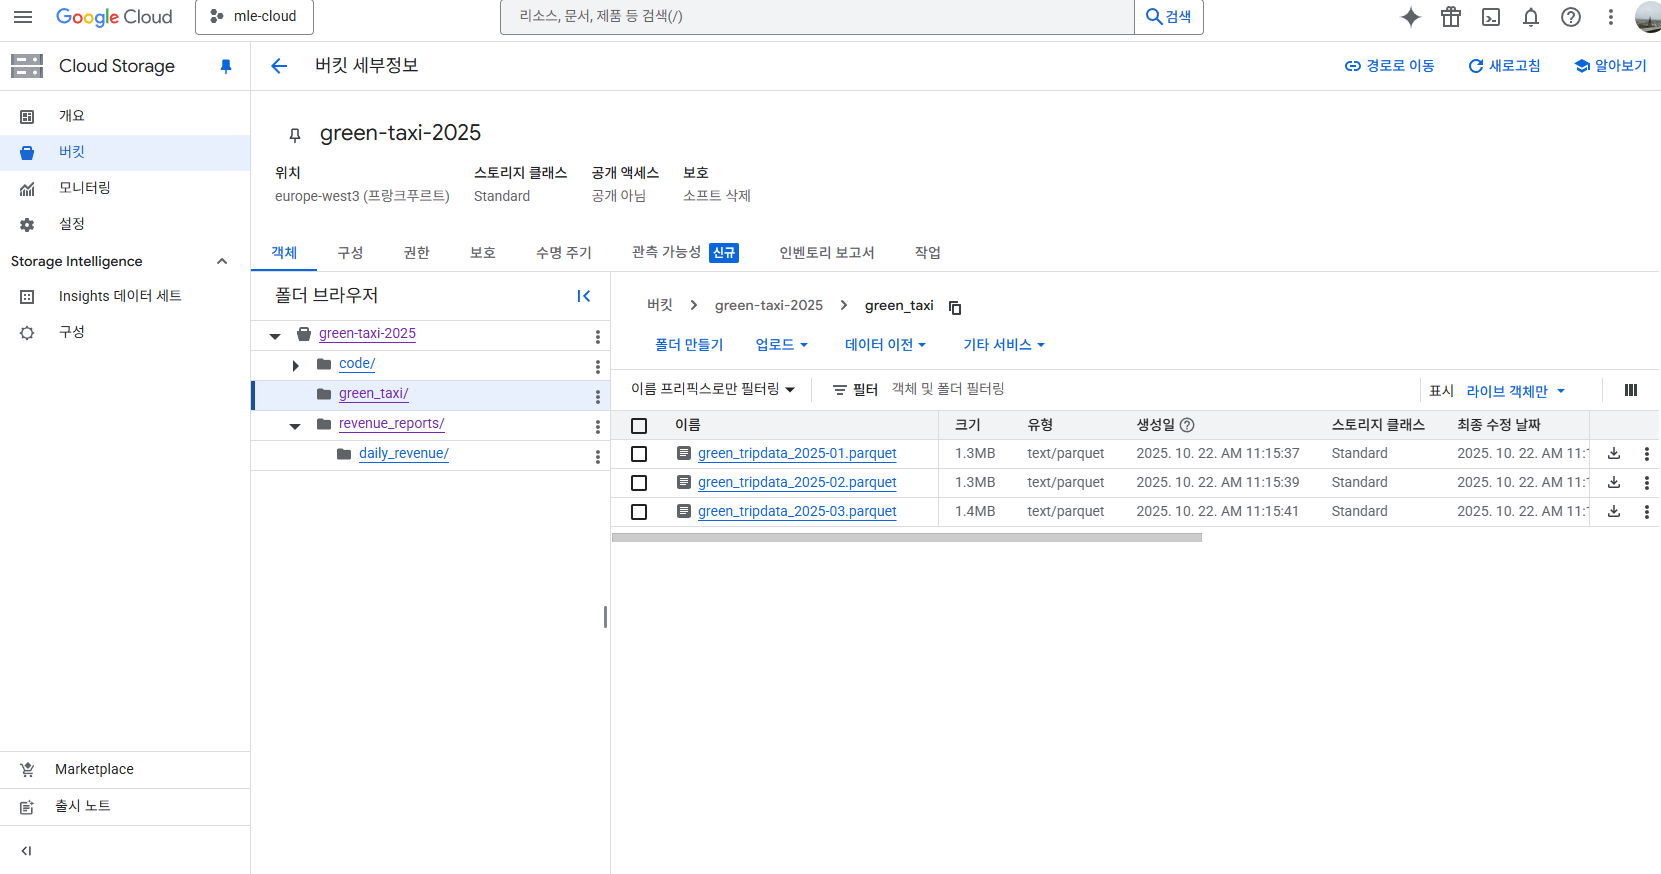 Google Cloud
mle-cloud
리소스, 문서, 제품 등 검색(/)
검색
Cloud Storage
버킷 세부정보
경로로 이동
새로고침
알아보기
개요
버킷
모니터링
설정
Storage Intelligence
Insights 데이터 세트
구성
Marketplace
출시 노트
green-taxi-2025
위치
스토리지 클래스
공개 액세스
보호
europe-west3 (프랑크푸르트)
Standard
공개 아님
소프트 삭제
객체
구성
권한
보호
수명 주기
관측 가능성 신규
인벤토리 보고서
작업
폴더 브라우저
green-taxi-2025
code/
green_taxi/
revenue_reports/
daily_revenue/
버킷 > green-taxi-2025 > green_taxi
폴더 만들기
업로드
데이터 이전
기타 서비스
이름 프리픽스로만 필터링
필터 객체 및 폴더 필터링
표시 라이브 객체만
이름 크기 유형 생성일 스토리지 클래스 최종 수정 날짜
green_tripdata_2025-01.parquet 1.3MB text/parquet 2025. 10. 22. AM 11:15:37 Standard 2025. 10. 22. AM 11:1
green_tripdata_2025-02.parquet 1.3MB text/parquet 2025. 10. 22. AM 11:15:39 Standard 2025. 10. 22. AM 11:1
green_tripdata_2025-03.parquet 1.4MB text/parquet 2025. 10. 22. AM 11:15:41 Standard 2025. 10. 22. AM 11:1